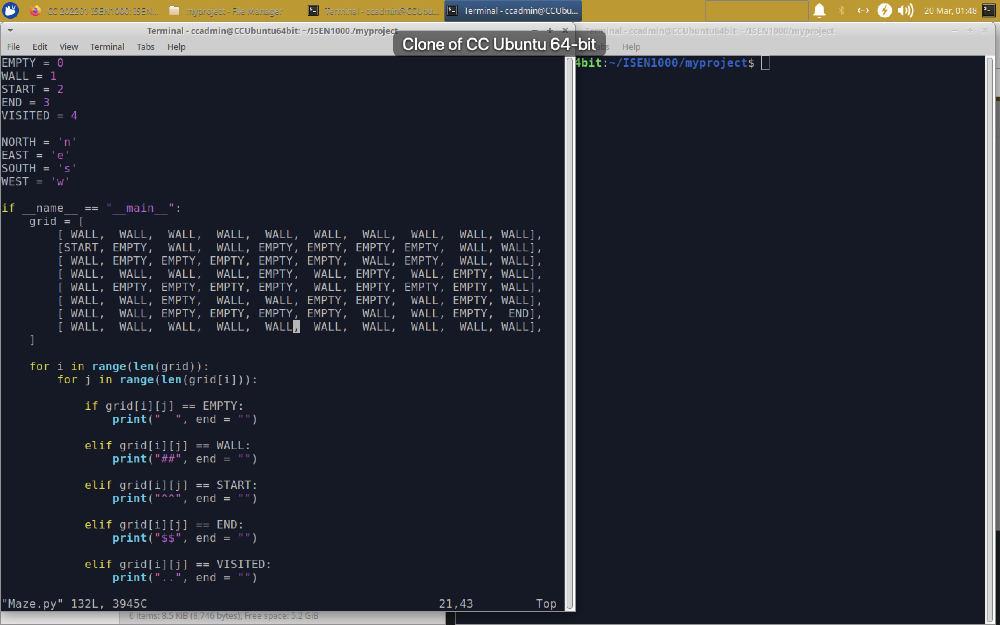 CC 202201 ISEN1000: ISEN... myproject - File Manager Terminal - ccadmin@CCUbu... Terminal - ccadmin@CCUbu... 20 Mar, 01:48
Terminal - ccadmin@CCUbuntu64bit: ~/ISEN1000./myproject
Terminal - ccadmin@CCUbuntu64bit: ~/ISEN1000/myproject
File Edit View Terminal Tabs Help
Clone of CC Ubuntu 64-bit
abs Help
4bit:~/ISEN1000/myproject$
EMPTY = 0
WALL = 1
START = 2
END = 3
VISITED = 4
NORTH = 'n'
EAST = 'e'
SOUTH = 's'
WEST = 'w'
if __name__ == "__main__":
    grid = [
        [ WALL,  WALL,  WALL,  WALL,  WALL,  WALL,  WALL,  WALL,  WALL, WALL],
        [START, EMPTY,  WALL,  WALL, EMPTY, EMPTY, EMPTY, EMPTY,  WALL, WALL],
        [ WALL, EMPTY, EMPTY, EMPTY, EMPTY, EMPTY,  WALL, EMPTY,  WALL, WALL],
        [ WALL,  WALL,  WALL,  WALL, EMPTY,  WALL, EMPTY,  WALL, EMPTY, WALL],
        [ WALL, EMPTY, EMPTY, EMPTY, EMPTY,  WALL, EMPTY, EMPTY, EMPTY, WALL],
        [ WALL,  WALL, EMPTY,  WALL,  WALL, EMPTY, EMPTY,  WALL, EMPTY, WALL],
        [ WALL,  WALL, EMPTY, EMPTY, EMPTY, EMPTY,  WALL,  WALL, EMPTY,  END],
        [ WALL,  WALL,  WALL,  WALL,  WALL,  WALL,  WALL,  WALL,  WALL, WALL],
    ]
    for i in range(len(grid)):
        for j in range(len(grid[i])):
            if grid[i][j] == EMPTY:
                print("  ", end = "")
            elif grid[i][j] == WALL:
                print("##", end = "")
            elif grid[i][j] == START:
                print("^^", end = "")
            elif grid[i][j] == END:
                print("$$", end = "")
            elif grid[i][j] == VISITED:
                print("..", end = "")
"Maze.py" 132L, 3945C 21,43 Top
6 items: 8.5 KiB (8,746 bytes), Free space: 5.2 GiB